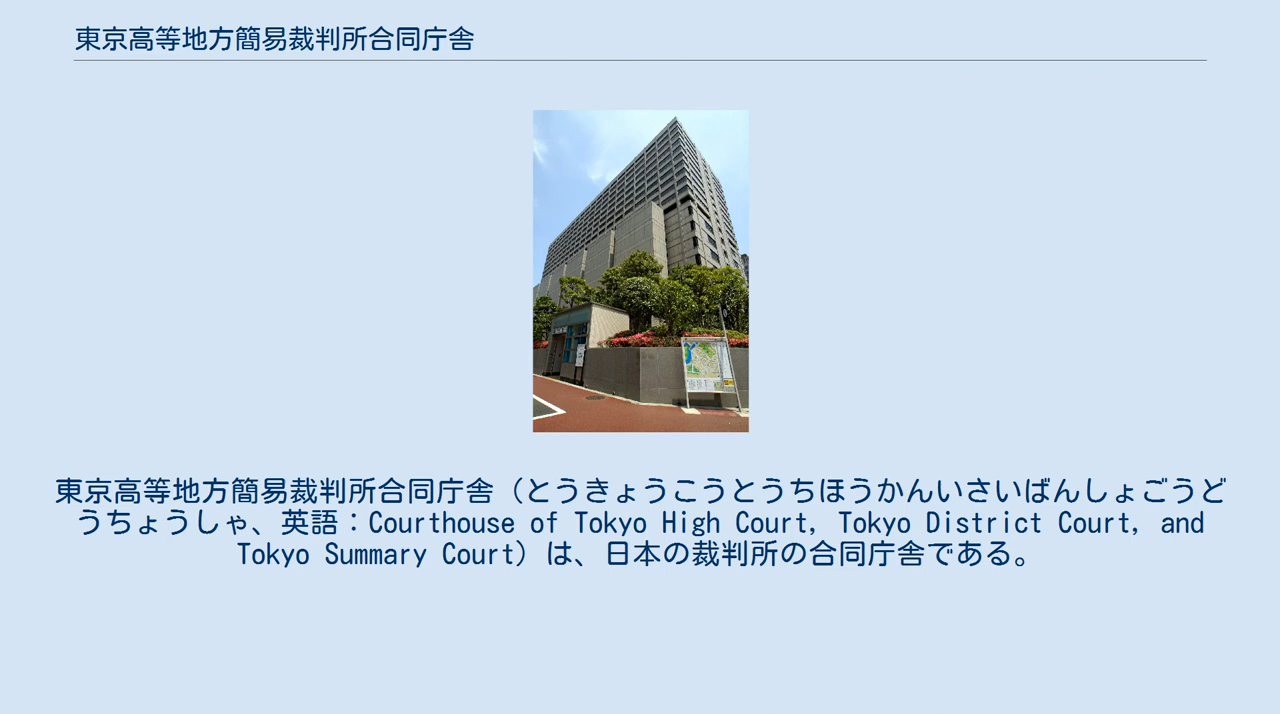 東京高等地方簡易裁判所合同庁舎
東京高等地方簡易裁判所合同庁舎（とうきょうこうとうちほうかんいさいばんしょごうど
うちょうしゃ、英語：Courthouse of Tokyo High Court, Tokyo District Court, and
Tokyo Summary Court）は、日本の裁判所の合同庁舎である。